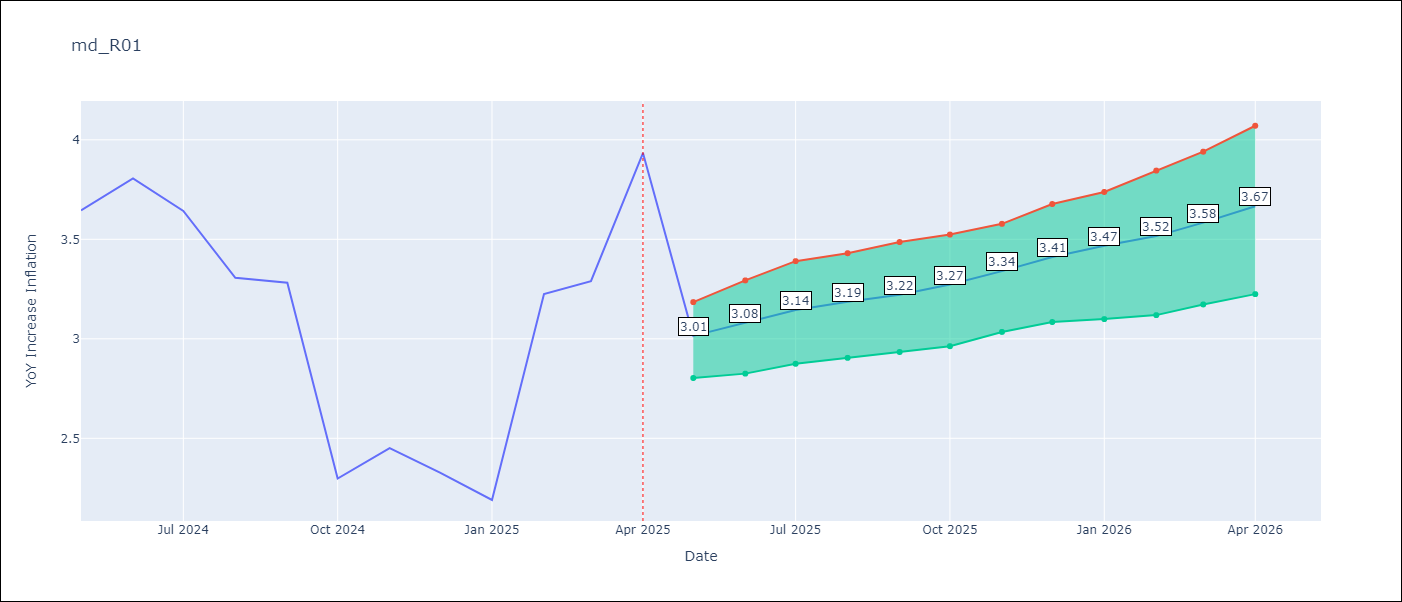 md_R01
YoY Increase Inflation
4
3.5
3
2.5
3.01
3.08
3.14
3.19
3.22
3.27
3.34
3.41
3.47
3.52
3.58
3.67
Jul 2024
Oct 2024
Jan 2025
Apr 2025
Jul 2025
Oct 2025
Jan 2026
Apr 2026
Date